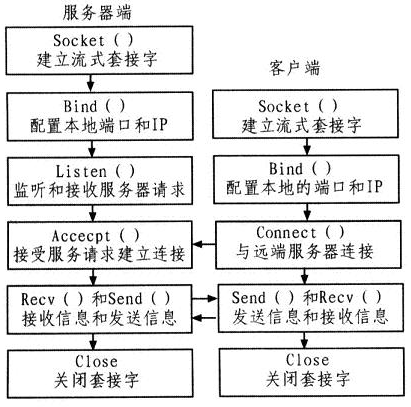 服务器端
Socket ( )
建立流式套接字
Bind ( )
配置本地端口和IP
Listen ( )
监听和接收服务器请求
Accecpt ( )
接受服务请求建立连接
Recv ( ) 和Send ( )
接收信息和发送信息
Close
关闭套接字
客户端
Socket ( )
建立流式套接字
Bind ( )
配置本地的端口和IP
Connect ( )
与远端服务器连接
Send ( ) 和Recv ( )
发送信息和接收信息
Close
关闭套接字